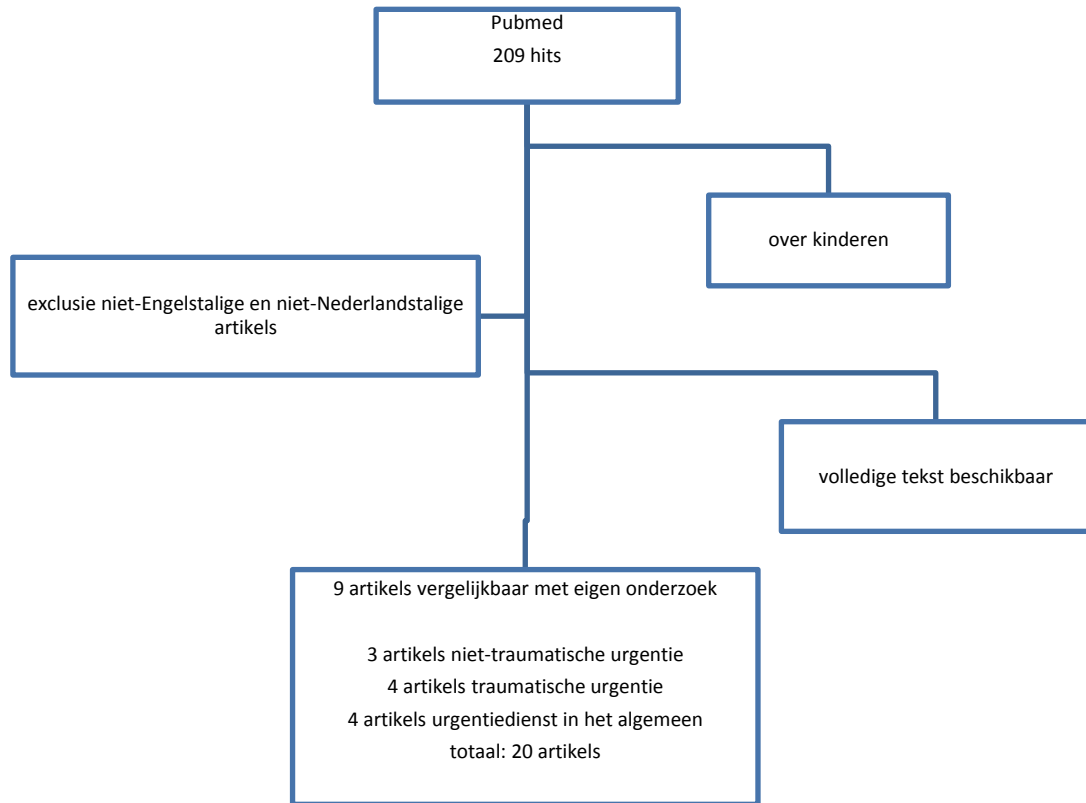 Pubmed
209 hits
over kinderen
exclusie niet-Engelstalige en niet-Nederlandstalige
artikels
volledige tekst beschikbaar
9 artikels vergelijkbaar met eigen onderzoek
3 artikels niet-traumatische urgentie
4 artikels traumatische urgentie
4 artikels urgentiedienst in het algemeen
totaal: 20 artikels